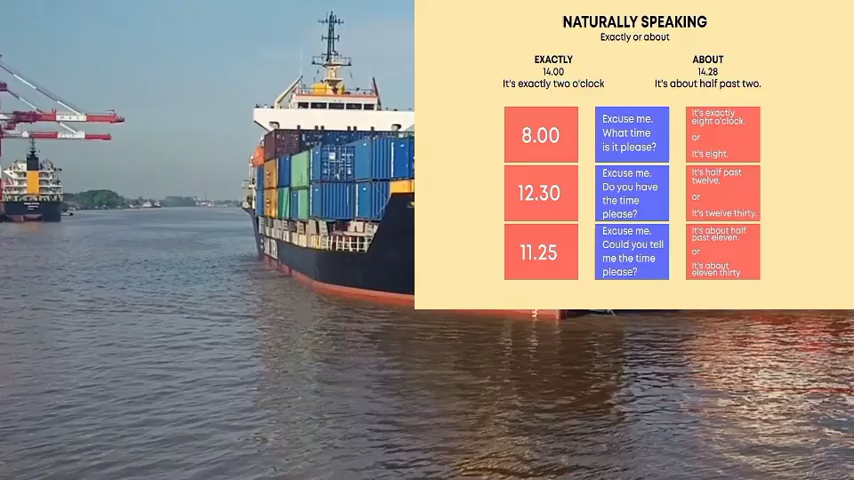 NATURALLY SPEAKING
Exactly or about
EXACTLY
14.00
It's exactly two o'clock
ABOUT
14.28
It's about half past two.
8.00
Excuse me.
What time
is it please?
It's exactly
eight o'clock.
or
It's eight.
12.30
Excuse me.
Do you have
the time
please?
It's half past
twelve.
or
It's twelve thirty.
11.25
Excuse me.
Could you tell
me the time
please?
It's about half
past eleven.
or
It's about
eleven thirty